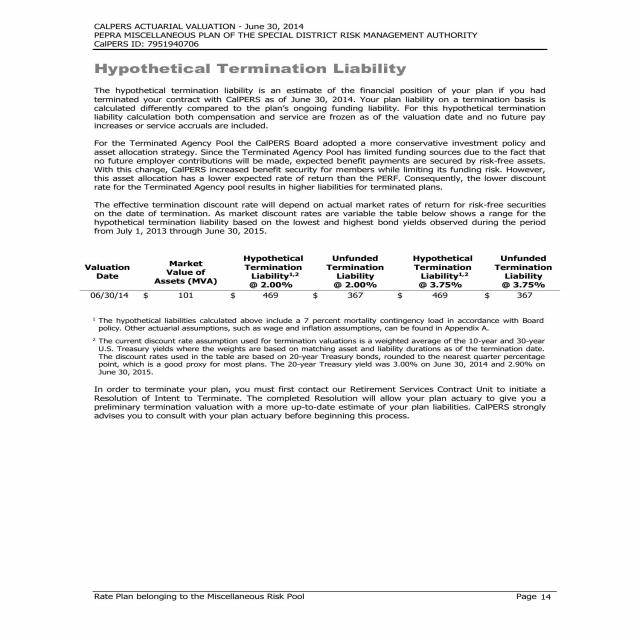 CALPERS ACTUARIAL VALUATION - June 30, 2014
PEPRA MISCELLANEOUS PLAN OF THE SPECIAL DISTRICT RISK MANAGEMENT AUTHORITY
CalPERS ID: 7951940706
Hypothetical Termination Liability
The hypothetical termination liability is an estimate of the financial position of your plan if you had
terminated your contract with CalPERS as of June 30, 2014. Your plan liability on a termination basis is
calculated differently compared to the plan's ongoing funding liability. For this hypothetical termination
liability calculation both compensation and service are frozen as of the valuation date and no future pay
increases or service accruals are included.
For the Terminated Agency Pool the CalPERS Board adopted a more conservative investment policy and
asset allocation strategy. Since the Terminated Agency Pool has limited funding sources due to the fact that
no future employer contributions will be made, expected benefit payments are secured by risk-free assets.
With this change, CalPERS increased benefit security for members while limiting its funding risk. However,
this asset allocation has a lower expected rate of return than the PERF. Consequently, the lower discount
rate for the Terminated Agency pool results in higher liabilities for terminated plans.
The effective termination discount rate will depend on actual market rates of return for risk-free securities
on the date of termination. As market discount rates are variable the table below shows a range for the
hypothetical termination liability based on the lowest and highest bond yields observed during the period
from July 1, 2013 through June 30, 2015.
Hypothetical Unfunded Hypothetical Unfunded
Market Termination Termination Termination Termination
Valuation Value of Liability¹,² Liability Liability¹,² Liability
Date Assets (MVA) @ 2.00% @ 2.00% @ 3.75% @ 3.75%
06/30/14 $ 101 $ 469 $ 367 $ 469 $ 367
¹ The hypothetical liabilities calculated above include a 7 percent mortality contingency load in accordance with Board
policy. Other actuarial assumptions, such as wage and inflation assumptions, can be found in Appendix A.
² The current discount rate assumption used for termination valuations is a weighted average of the 10-year and 30-year
U.S. Treasury yields where the weights are based on matching asset and liability durations as of the termination date.
The discount rates used in the table are based on 20-year Treasury bonds, rounded to the nearest quarter percentage
point, which is a good proxy for most plans. The 20-year Treasury yield was 3.00% on June 30, 2014 and 2.90% on
June 30, 2015.
In order to terminate your plan, you must first contact our Retirement Services Contract Unit to initiate a
Resolution of Intent to Terminate. The completed Resolution will allow your plan actuary to give you a
preliminary termination valuation with a more up-to-date estimate of your plan liabilities. CalPERS strongly
advises you to consult with your plan actuary before beginning this process.
Rate Plan belonging to the Miscellaneous Risk Pool Page 14